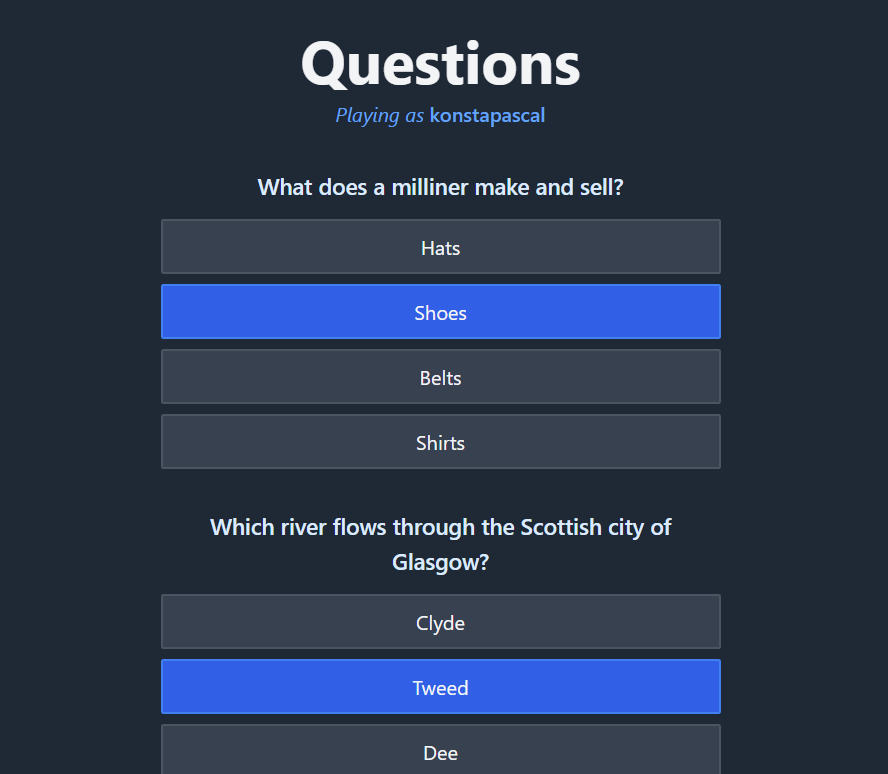 Questions
Playing as konstapascal
What does a milliner make and sell?
Hats
Shoes
Belts
Shirts
Which river flows through the Scottish city of
Glasgow?
Clyde
Tweed
Dee